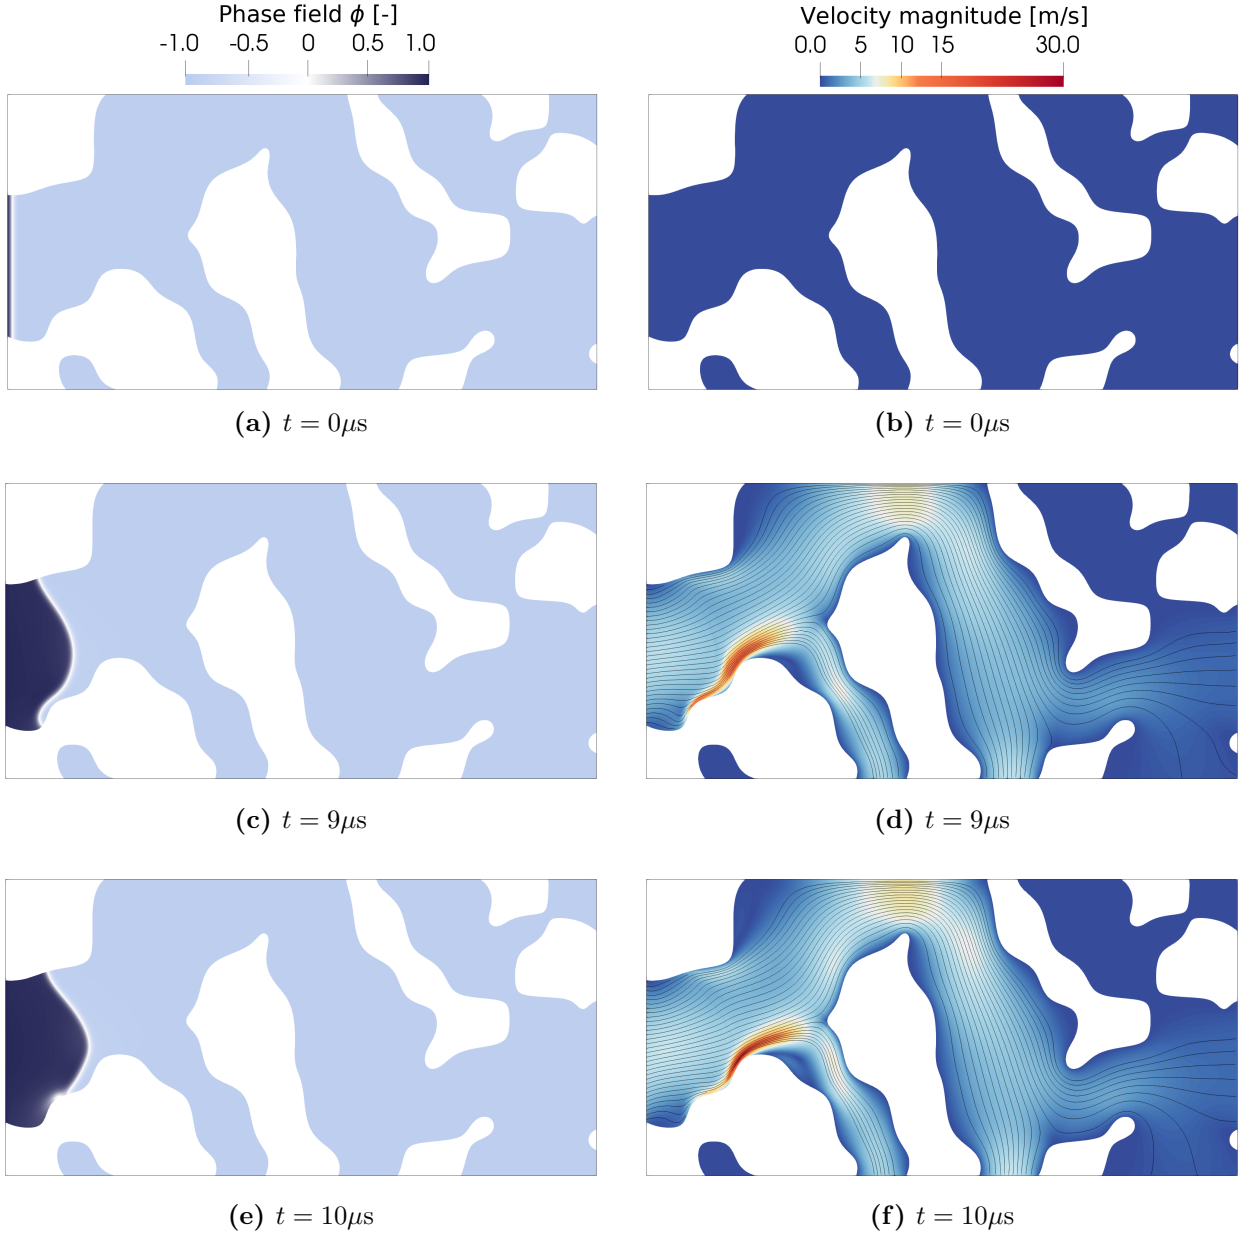 Phase field ϕ [-]
-1.0 -0.5 0 0.5 1.0
Velocity magnitude [m/s]
0.0 5 10 15 30.0
(a) t = 0μs
(b) t = 0μs
(c) t = 9μs
(d) t = 9μs
(e) t = 10μs
(f) t = 10μs